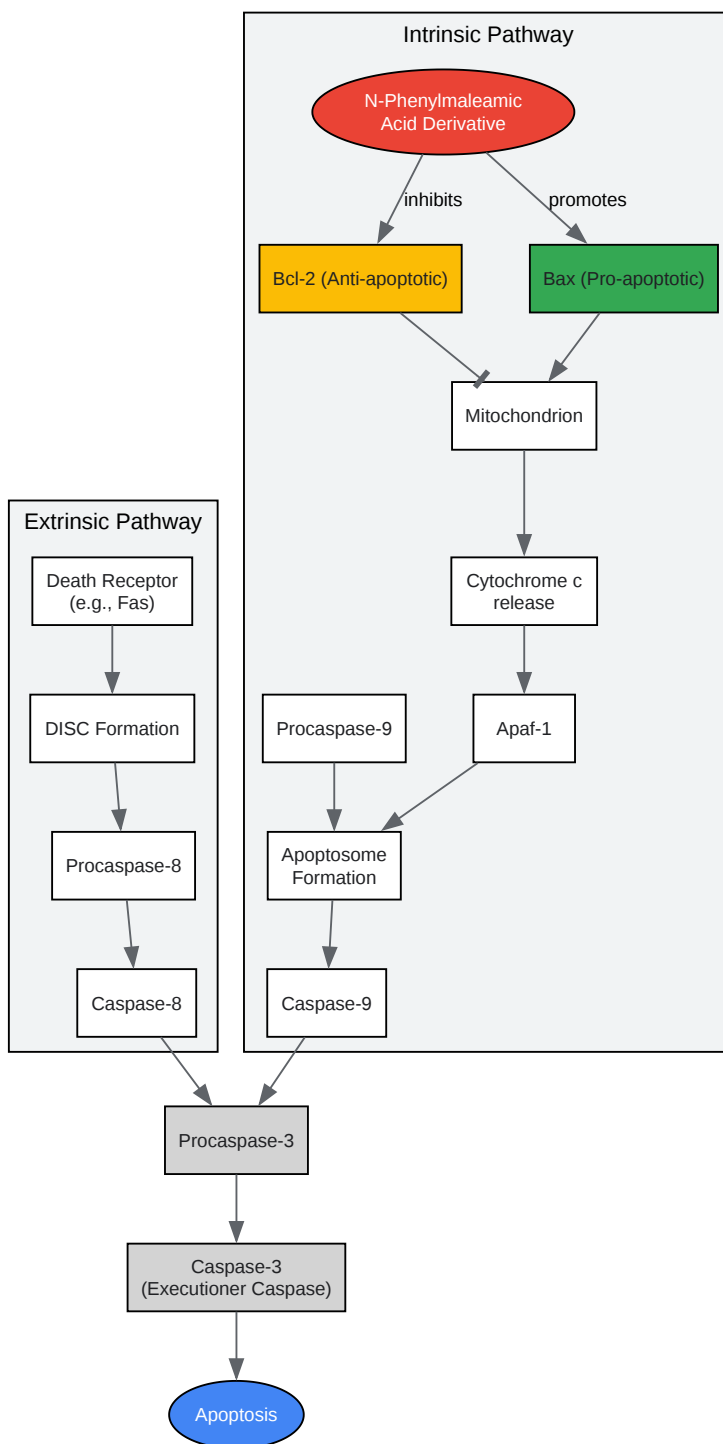 Intrinsic Pathway
N-Phenylmaleamic
Acid Derivative
inhibits
promotes
Bcl-2 (Anti-apoptotic)
Bax (Pro-apoptotic)
Mitochondrion
Extrinsic Pathway
Death Receptor
(e.g., Fas)
Cytochrome c
release
DISC Formation
Procaspase-9
Apaf-1
Procaspase-8
Apoptosome
Formation
Caspase-8
Caspase-9
Procaspase-3
Caspase-3
(Executioner Caspase)
Apoptosis